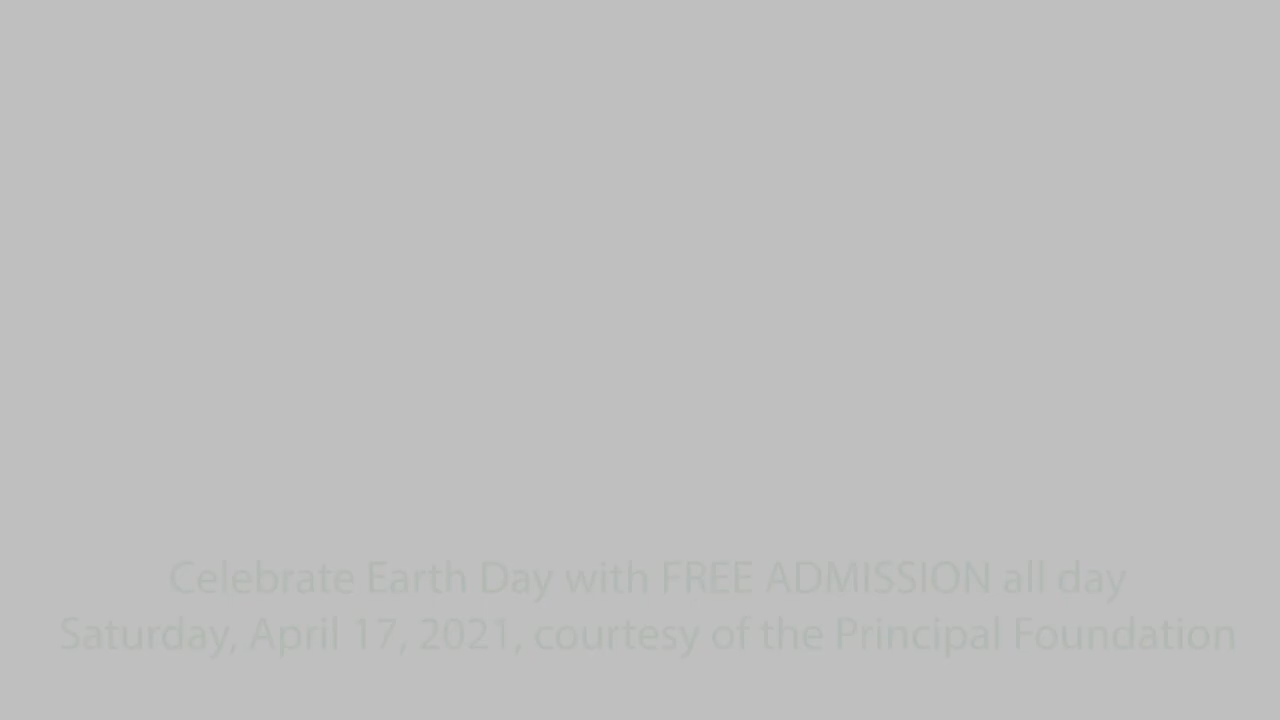 Celebrate Earth Day with FREE ADMISSION all day
Saturday, April 17, 2021, courtesy of the Principal Foundation